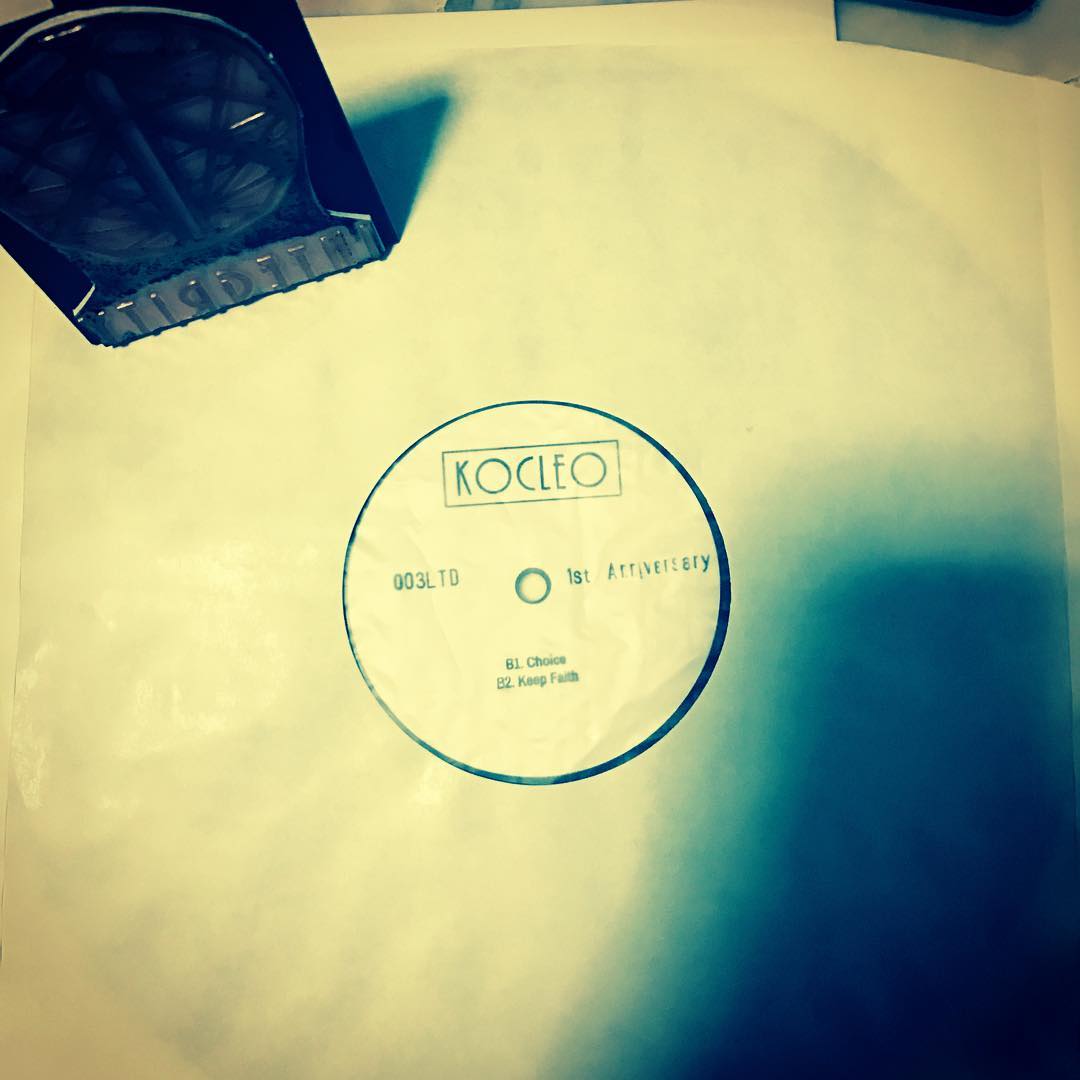 KOCLEO
003LTD
1st Anniversary
B1. Choice
B2. Keep Faith